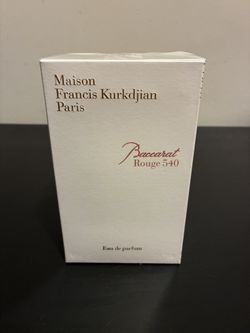 Maison
Francis Kurkdjian
Paris
Baccarat
Rouge 540
Eau de parfum